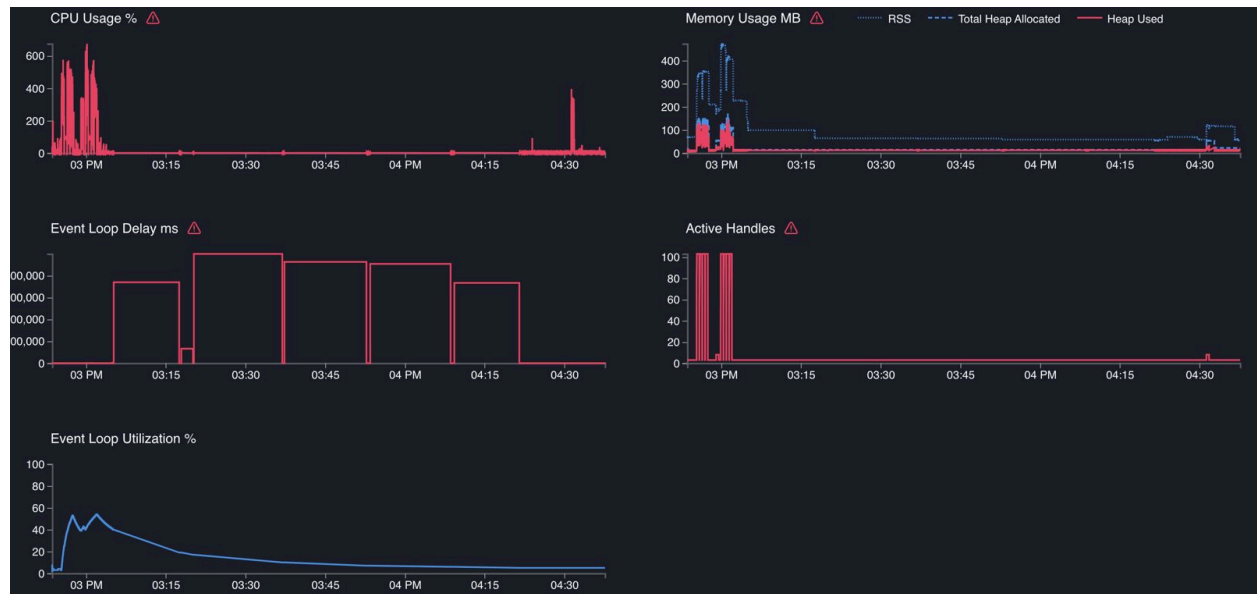 CPU Usage %
600
400
200
0
03 PM 03:15 03:30 03:45 04 PM 04:15 04:30
Memory Usage MB RSS Total Heap Allocated Heap Used
400
300
200
100
0
03 PM 03:15 03:30 03:45 04 PM 04:15 04:30
Event Loop Delay ms
00,000
00,000
00,000
00,000
0
03 PM 03:15 03:30 03:45 04 PM 04:15 04:30
Active Handles
100
80
60
40
20
0
03 PM 03:15 03:30 03:45 04 PM 04:15 04:30
Event Loop Utilization %
100
80
60
40
20
0
03 PM 03:15 03:30 03:45 04 PM 04:15 04:30